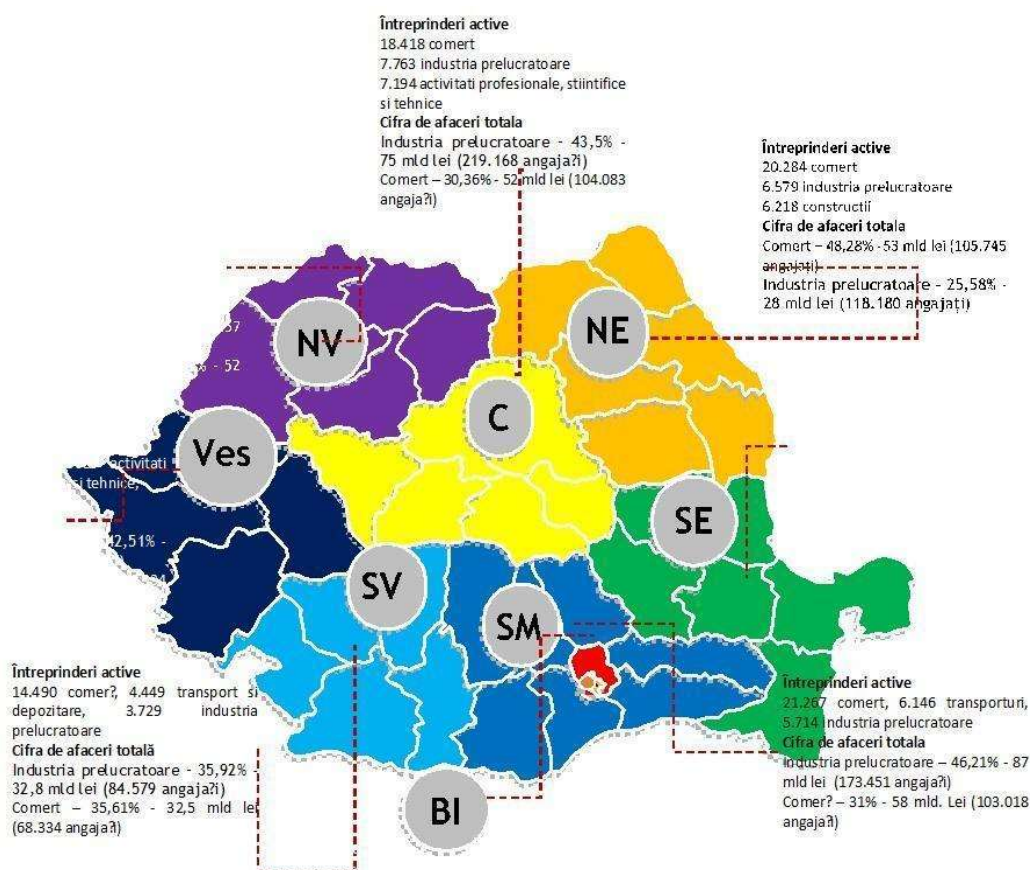 Întreprinderi active
18.418 comert
7.763 industria prelucratoare
7.194 activitati profesionale, stiintifice
si tehnice
Cifra de afaceri totala
Industria prelucratoare - 43,5% -
75 mld lei (219.168 angaja?i)
Comert – 30,36% - 52 mld lei (104.083
angaja?i)
Întreprinderi active
20.284 comert
6.579 industria prelucratoare
6.218 constructii
Cifra de afaceri totala
Comert – 48,28% - 53 mld lei (105.745
angajați)
Industria prelucratoare - 25,58% -
28 mld lei (118.180 angajați)
NV
NE
37
% - 52
C
Ves
activitati
si tehnice,
SE
42,51% -
SV
SM
Întreprinderi active
14.490 comer?, 4.449 transport si
depozitare, 3.729 industria
prelucratoare
Cifra de afaceri totală
Industria prelucratoare - 35,92% -
32,8 mld lei (84.579 angaja?i)
Comert – 35,61% - 32,5 mld lei
(68.334 angaja?i)
Întreprinderi active
21.267 comert, 6.146 transporturi,
5.714 industria prelucratoare
Cifra de afaceri totala
Industria prelucratoare – 46,21% - 87
mld lei (173.451 angaja?i)
Comer? – 31% - 58 mld. Lei (103.018
angaja?i)
BI